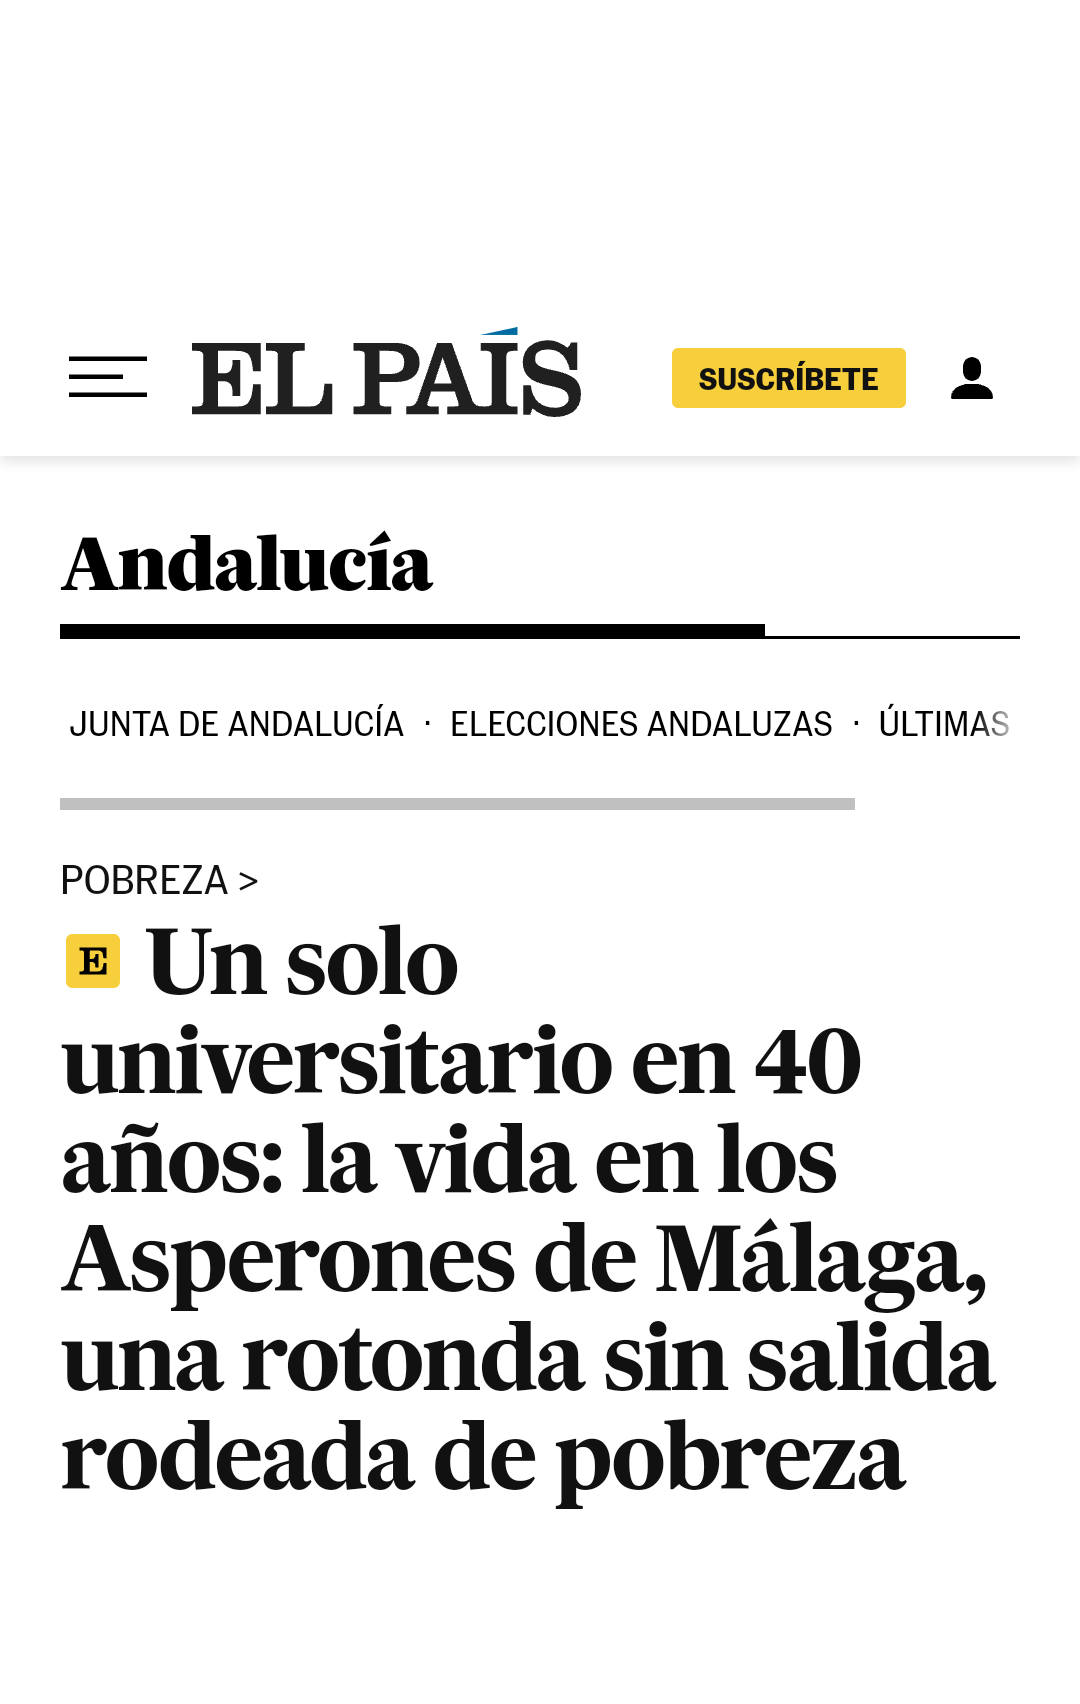 EL PAÍS
SUSCRÍBETE
Andalucía
JUNTA DE ANDALUCÍA · ELECCIONES ANDALUZAS · ÚLTIMAS
POBREZA >
E Un solo
universitario en 40
años: la vida en los
Asperones de Málaga,
una rotonda sin salida
rodeada de pobreza